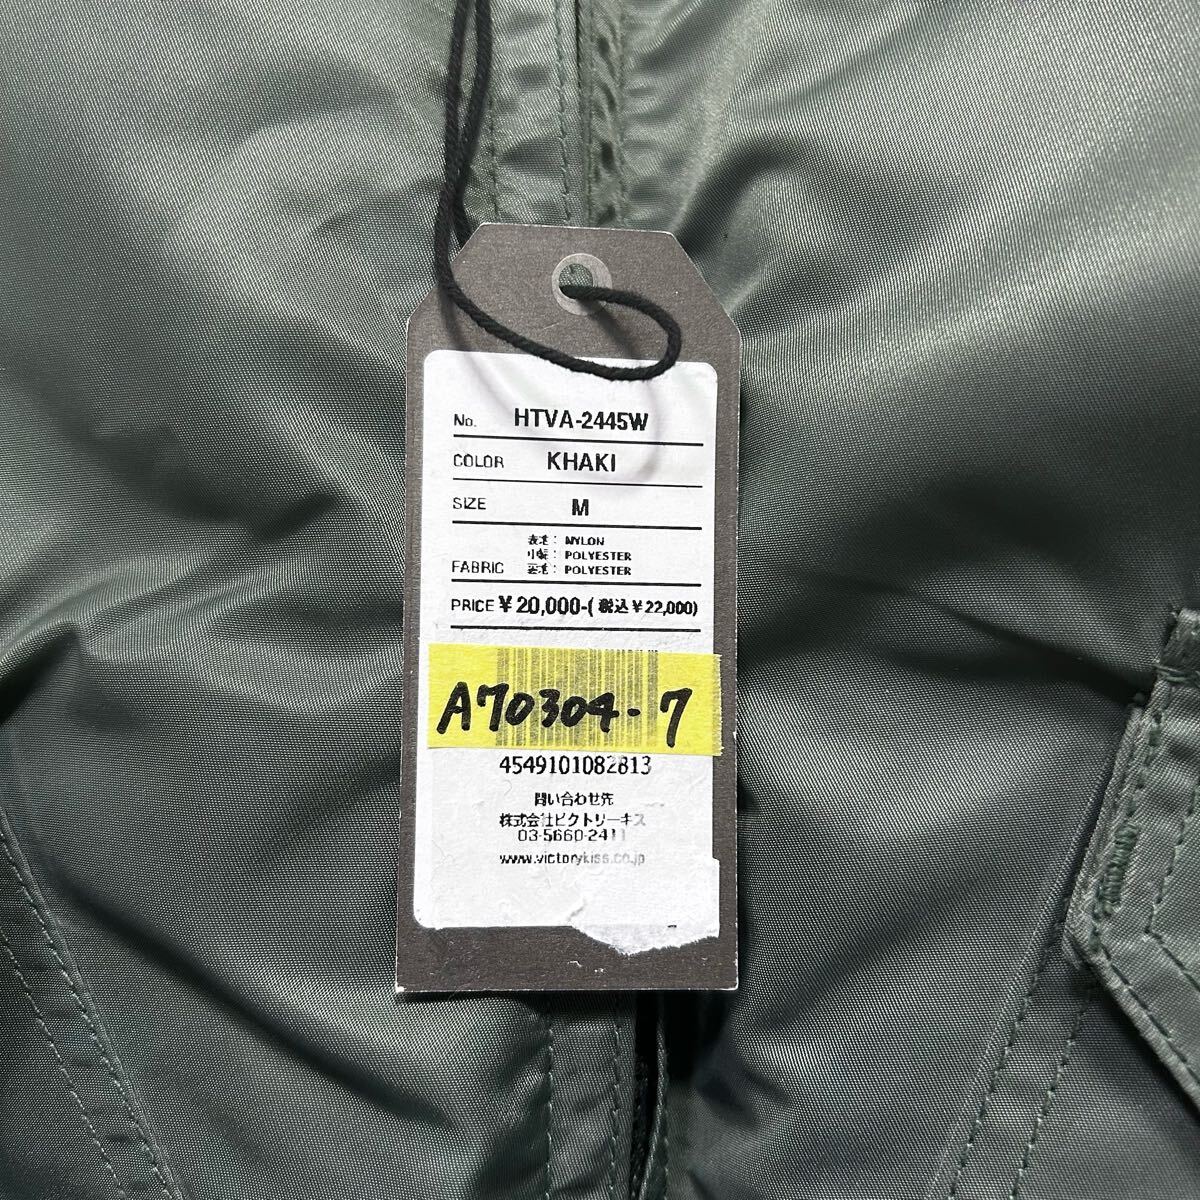 No. HTVA-2445W
COLOR KHAKI
SIZE M
表地: NYLON
中綿: POLYESTER
FABRIC 裏地: POLYESTER
PRICE ¥20,000-(税込¥22,000)
A70304-7
4549101082813
問い合わせ先
株式会社ビクトリーキス
03-5660-2411
www.victorykiss.co.jp